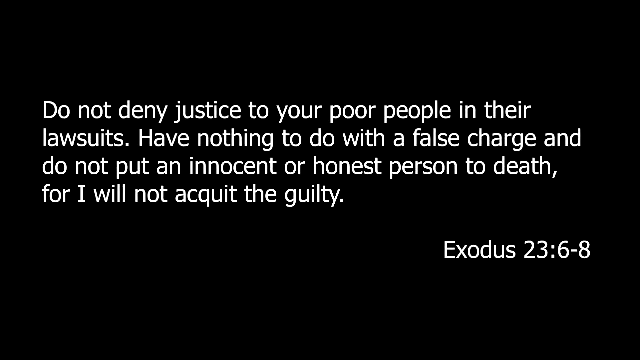 Do not deny justice to your poor people in their
lawsuits. Have nothing to do with a false charge and
do not put an innocent or honest person to death,
for I will not acquit the guilty.
Exodus 23:6-8